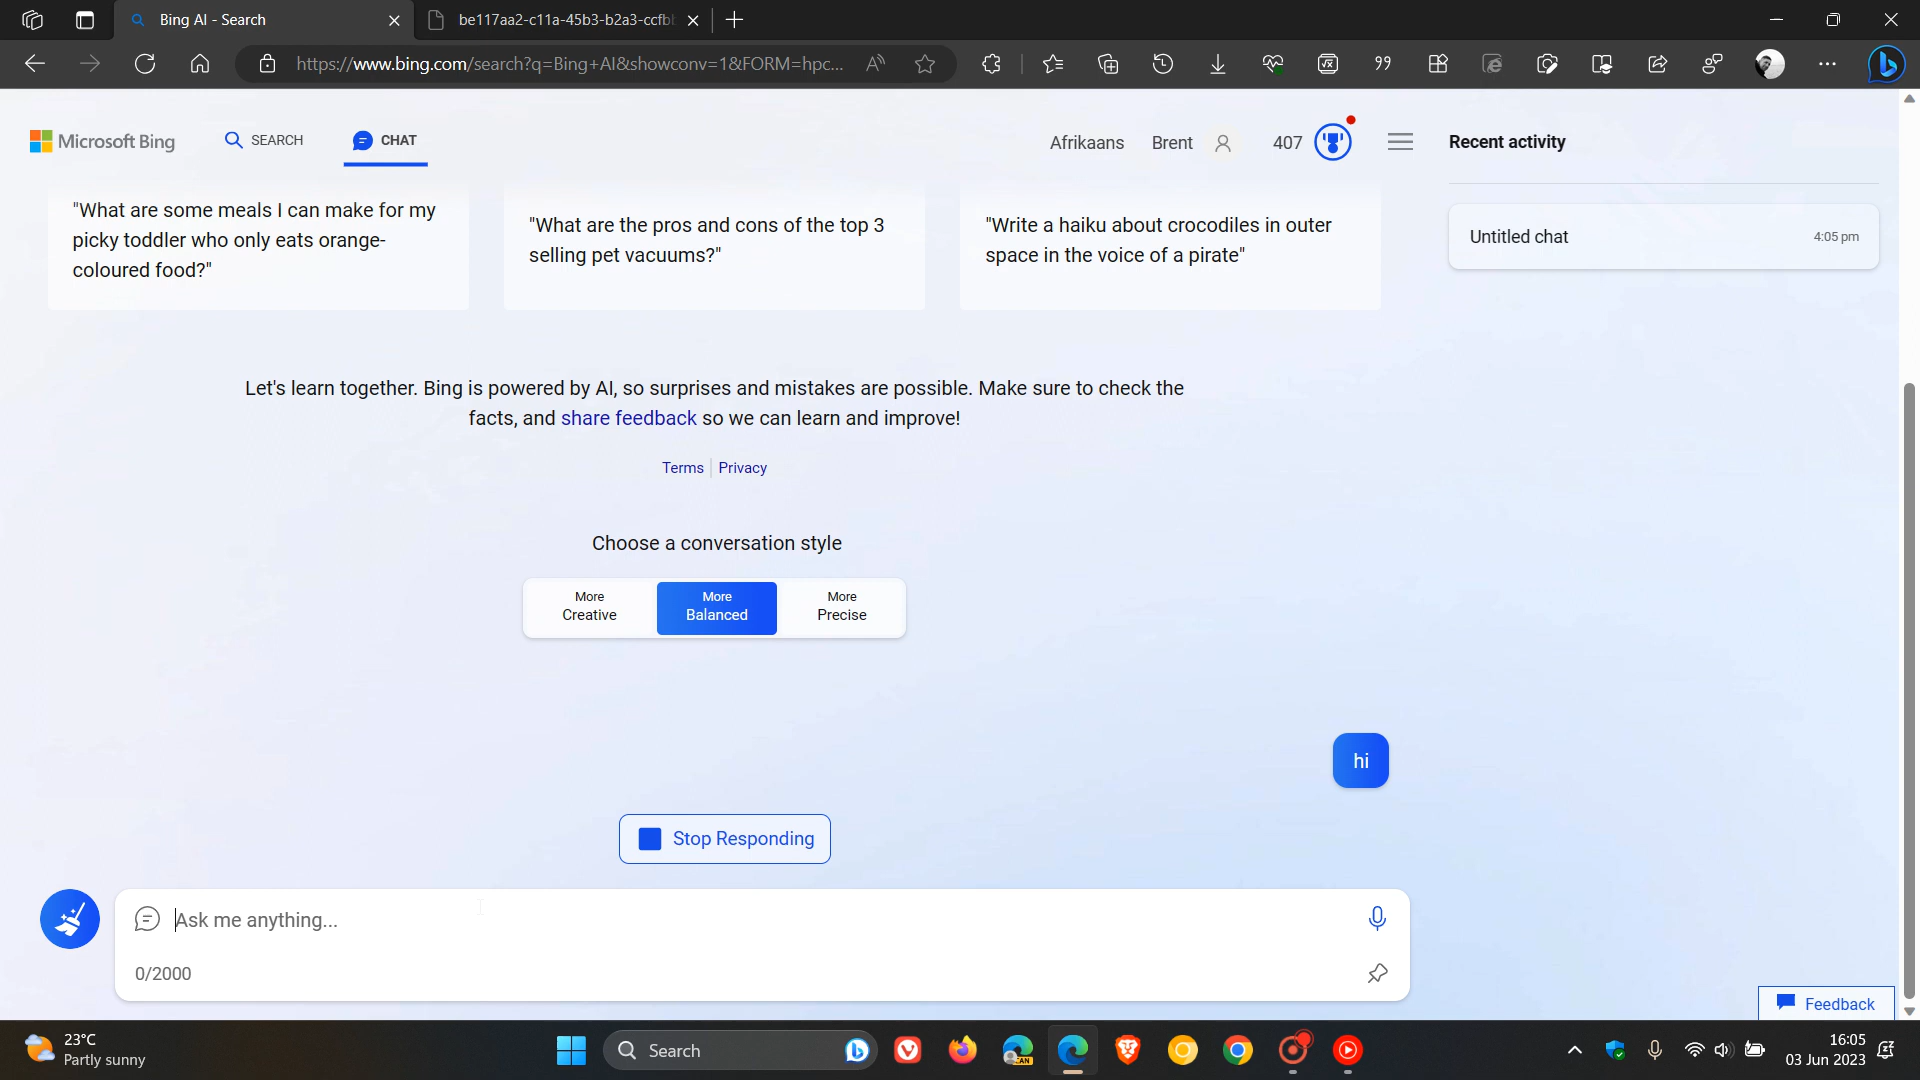 Bing AI - Search
be117aa2-c11a-45b3-b2a3-ccfb
https://www.bing.com/search?q=Bing+AI&showconv=1&FORM=hpc...
Microsoft Bing
SEARCH
CHAT
Afrikaans
Brent
407
Recent activity
"What are some meals I can make for my
picky toddler who only eats orange-
coloured food?"
"What are the pros and cons of the top 3
selling pet vacuums?"
"Write a haiku about crocodiles in outer
space in the voice of a pirate"
Untitled chat
4:05 pm
Let's learn together. Bing is powered by AI, so surprises and mistakes are possible. Make sure to check the
facts, and share feedback so we can learn and improve!
Terms
Privacy
Choose a conversation style
More
Creative
More
Balanced
More
Precise
hi
Stop Responding
Ask me anything...
0/2000
Feedback
23°C
Partly sunny
Search
CAN
16:05
03 Jun 2023